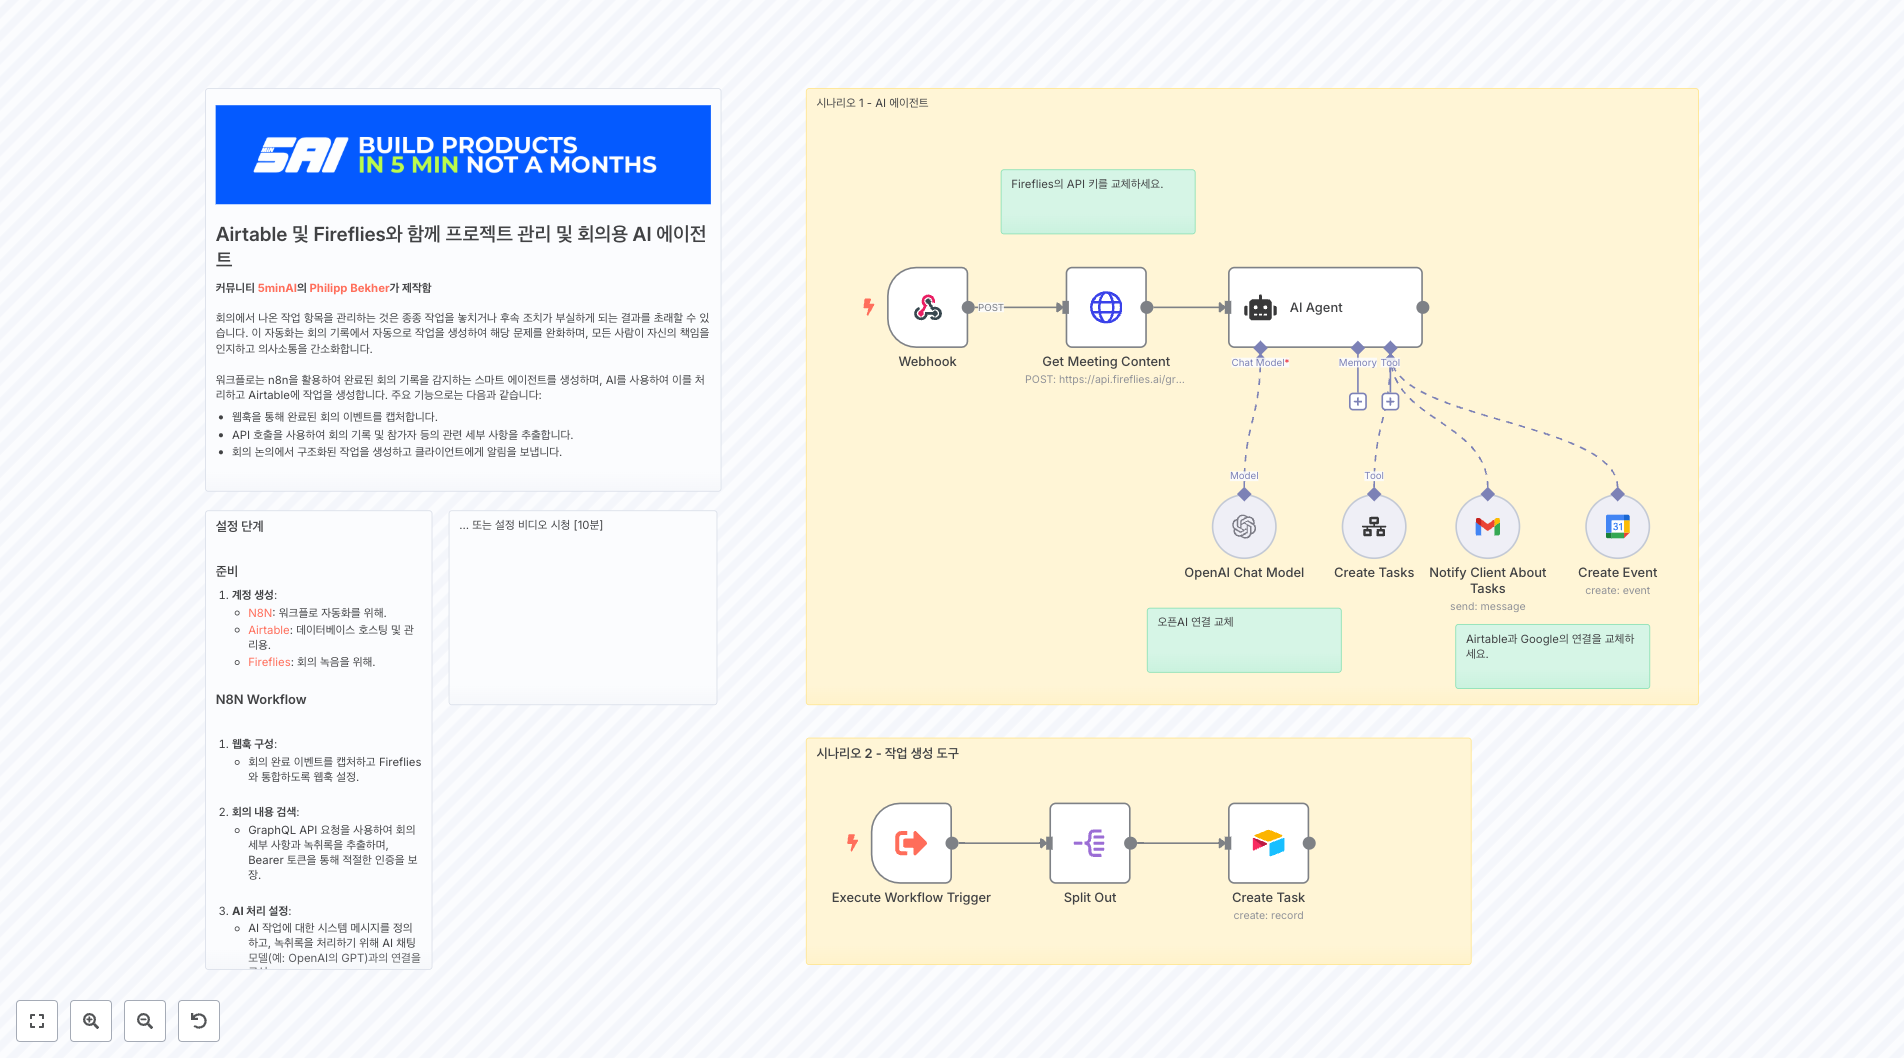 5AI
MIN
BUILD PRODUCTS
IN 5 MIN NOT A MONTHS
Airtable 및 Fireflies와 함께 프로젝트 관리 및 회의용 AI 에이전
트
커뮤니티 5minAI의 Philipp Bekher가 제작함
회의에서 나온 작업 항목을 관리하는 것은 종종 작업을 놓치거나 후속 조치가 부실하게 되는 결과를 초래할 수 있
습니다. 이 자동화는 회의 기록에서 자동으로 작업을 생성하여 해당 문제를 완화하며, 모든 사람이 자신의 책임을
인지하고 의사소통을 간소화합니다.
워크플로는 n8n을 활용하여 완료된 회의 기록을 감지하는 스마트 에이전트를 생성하며, AI를 사용하여 이를 처
리하고 Airtable에 작업을 생성합니다. 주요 기능으로는 다음과 같습니다:
• 웹훅을 통해 완료된 회의 이벤트를 캡처합니다.
• API 호출을 사용하여 회의 기록 및 참가자 등의 관련 세부 사항을 추출합니다.
• 회의 논의에서 구조화된 작업을 생성하고 클라이언트에게 알림을 보냅니다.
설정 단계
준비
1. 계정 생성:
N8N: 워크플로 자동화를 위해.
Airtable: 데이터베이스 호스팅 및 관
리용.
Fireflies: 회의 녹음을 위해.
N8N Workflow
1. 웹훅 구성:
회의 완료 이벤트를 캡처하고 Fireflies
와 통합하도록 웹훅 설정.
2. 회의 내용 검색:
GraphQL API 요청을 사용하여 회의
세부 사항과 녹취록을 추출하며,
Bearer 토큰을 통해 적절한 인증을 보
장.
3. AI 처리 설정:
AI 작업에 대한 시스템 메시지를 정의
하고, 녹취록을 처리하기 위해 AI 채팅
모델(예: OpenAI의 GPT)과의 연결을
... 또는 설정 비디오 시청 [10분]
시나리오 1 - AI 에이전트
Fireflies의 API 키를 교체하세요.
POST
AI Agent
Webhook
Get Meeting Content
POST: https://api.fireflies.ai/gr...
Chat Model*
Memory
Tool
Model
Tool
31
OpenAI Chat Model
Create Tasks
Notify Client About
Tasks
send: message
Create Event
create: event
오픈AI 연결 교체
Airtable과 Google의 연결을 교체하
세요.
시나리오 2 - 작업 생성 도구
Execute Workflow Trigger
Split Out
Create Task
create: record